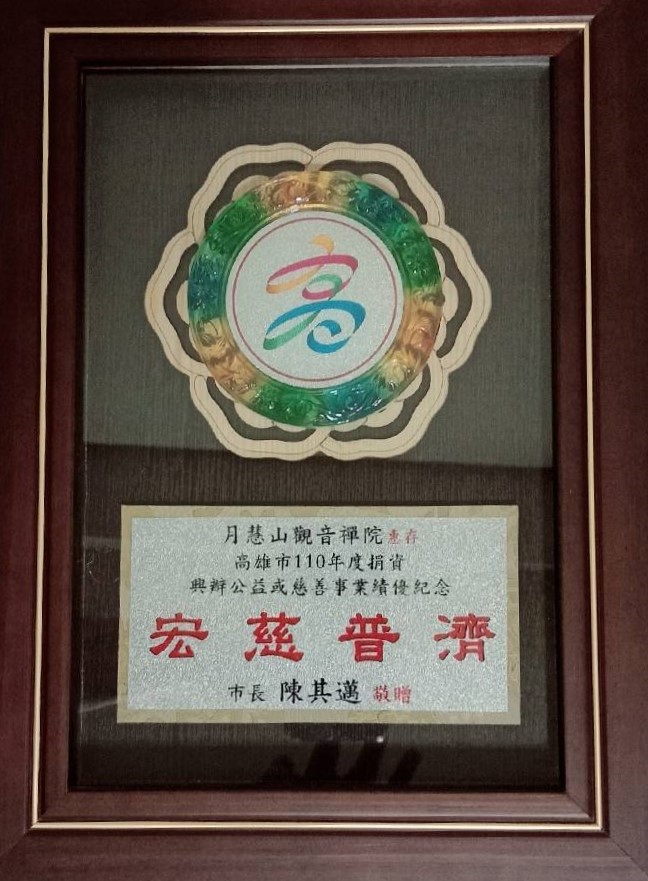 高
月慧山觀音禪院惠存
高雄市110年度捐資
興辦公益或慈善事業績優紀念
宏慈普濟
市長 陳其邁 敬贈